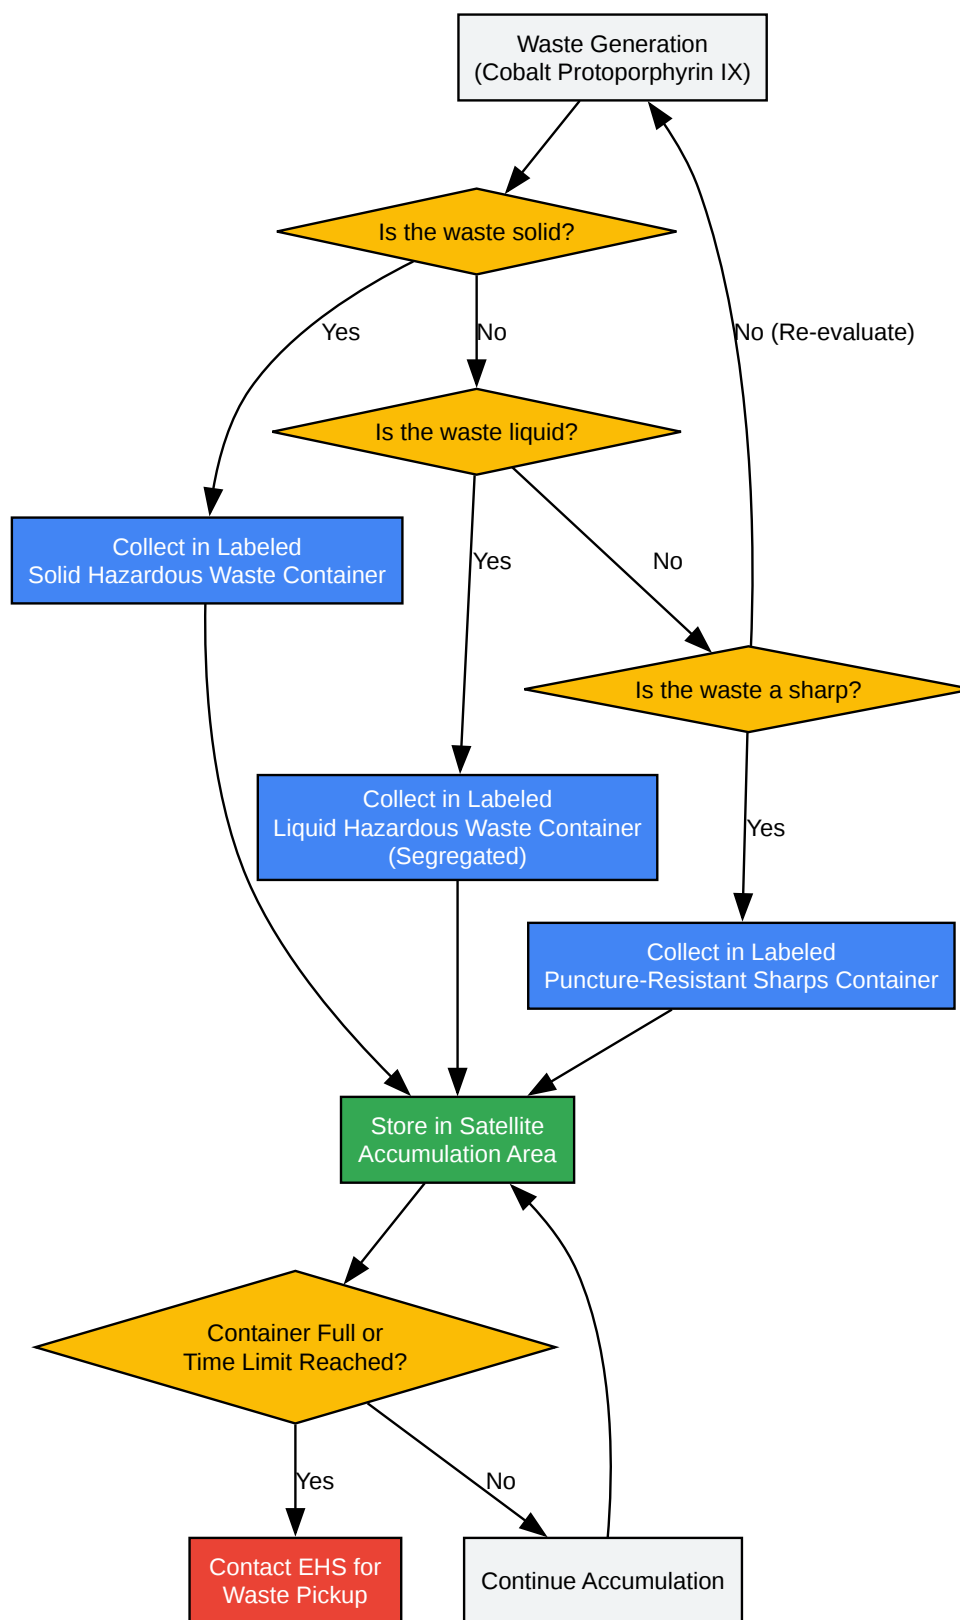 Waste Generation
(Cobalt Protoporphyrin IX)
Is the waste solid?
Yes
No
No (Re-evaluate)
Is the waste liquid?
Collect in Labeled
Solid Hazardous Waste Container
Yes
No
Is the waste a sharp?
Collect in Labeled
Liquid Hazardous Waste Container
(Segregated)
Yes
Collect in Labeled
Puncture-Resistant Sharps Container
Store in Satellite
Accumulation Area
Container Full or
Time Limit Reached?
Yes
No
Contact EHS for
Waste Pickup
Continue Accumulation